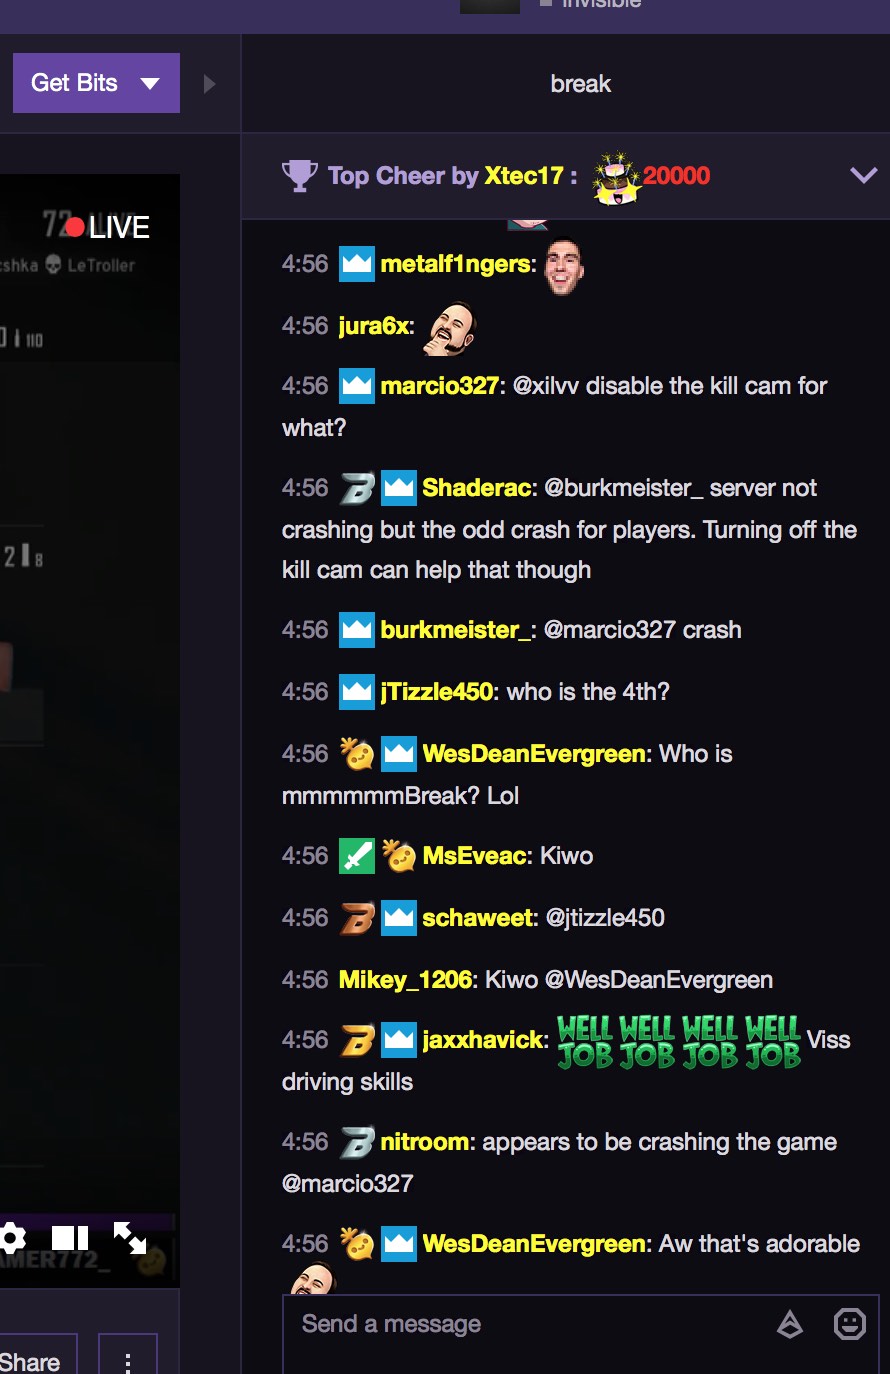 Invisible
Get Bits
break
Top Cheer by Xtec17 : 20000
72
LIVE
cshka LeTroller
110
4:56 metalf1ngers:
4:56 jura6x:
4:56 marcio327: @xilvv disable the kill cam for
what?
4:56 Shaderac: @burkmeister_ server not
crashing but the odd crash for players. Turning off the
kill cam can help that though
2 8
4:56 burkmeister_: @marcio327 crash
4:56 jTizzle450: who is the 4th?
4:56 WesDeanEvergreen: Who is
mmmmmmBreak? Lol
4:56 MsEveac: Kiwo
4:56 schaweet: @jtizzle450
4:56 Mikey_1206: Kiwo @WesDeanEvergreen
4:56 jaxxhavick: WELL JOB WELL JOB WELL JOB WELL JOB Viss
driving skills
4:56 nitroom: appears to be crashing the game
@marcio327
4:56 WesDeanEvergreen: Aw that's adorable
AMER772_
Send a message
Share